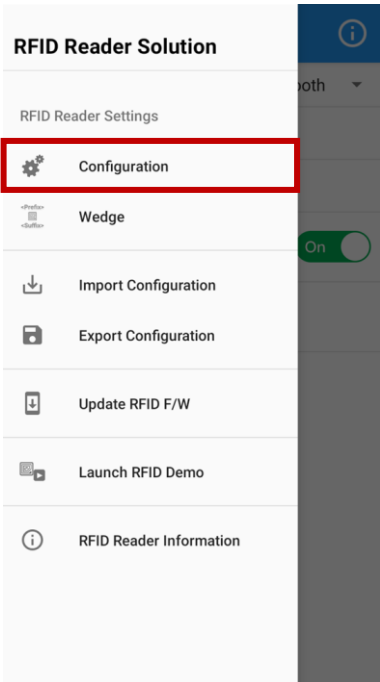 RFID Reader Solution
ooth
RFID Reader Settings
Configuration
<Prefix>
<Suffix>
Wedge
On
Import Configuration
Export Configuration
Update RFID F/W
Launch RFID Demo
RFID Reader Information